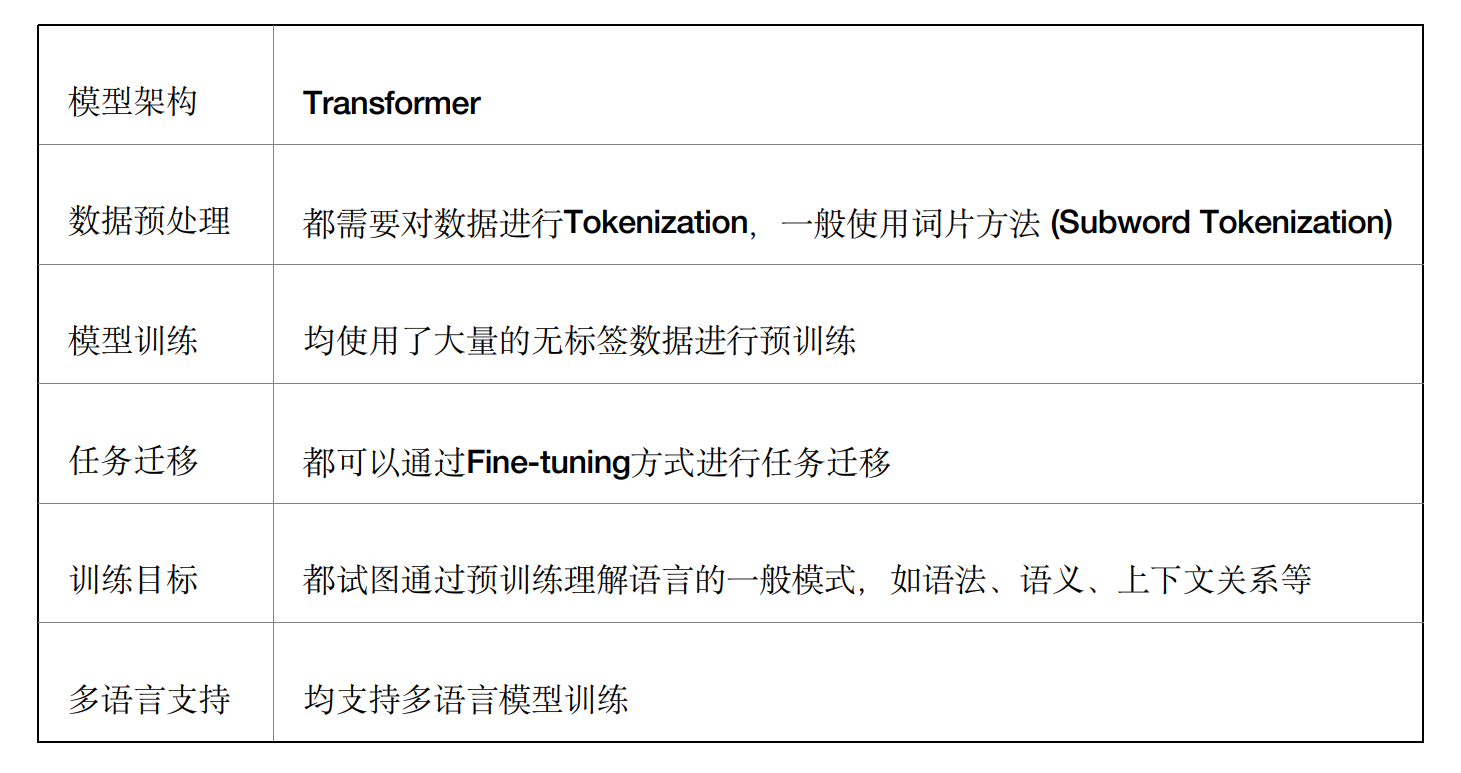 模型架构
Transformer
数据预处理
都需要对数据进行Tokenization，一般使用词片方法 (Subword Tokenization)
模型训练
均使用了大量的无标签数据进行预训练
任务迁移
都可以通过Fine-tuning方式进行任务迁移
训练目标
都试图通过预训练理解语言的一般模式，如语法、语义、上下文关系等
多语言支持
均支持多语言模型训练